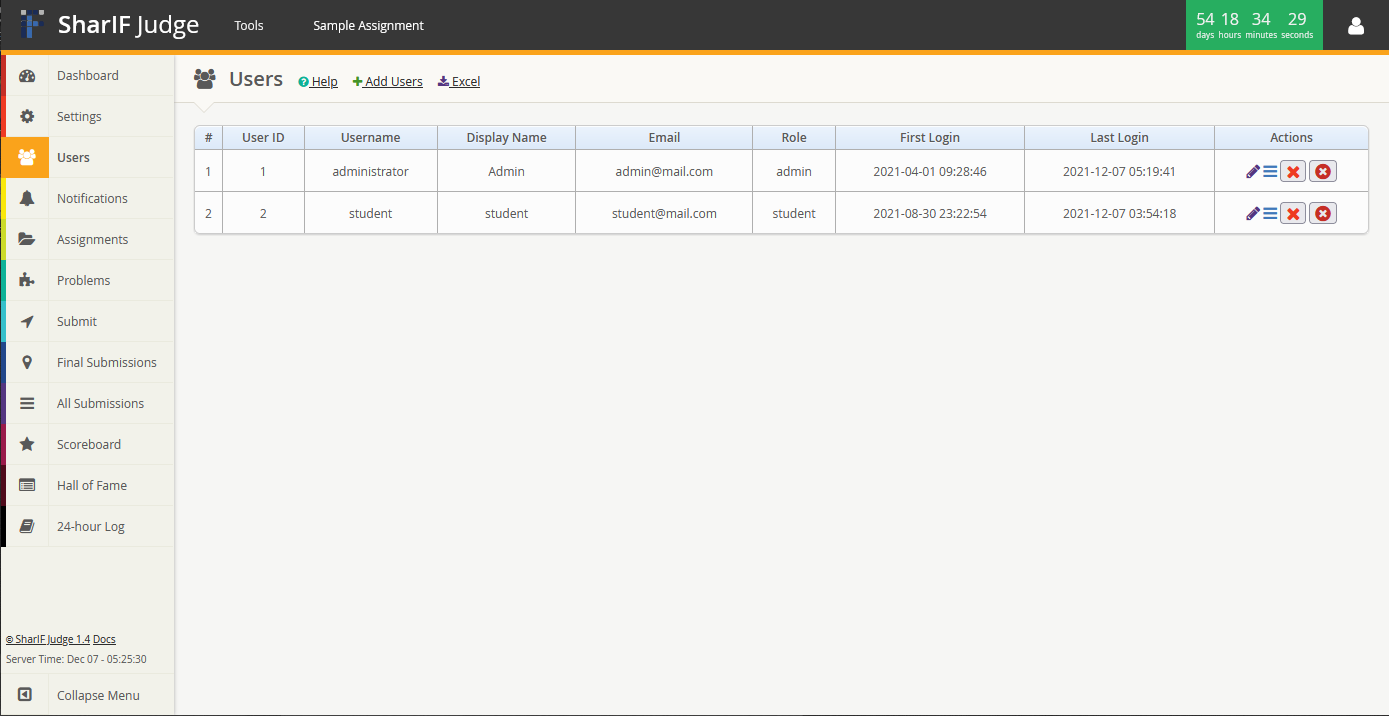 SharIF Judge Tools Sample Assignment
54 18 34 29
days hours minutes seconds
Dashboard
Settings
Users
Notifications
Assignments
Problems
Submit
Final Submissions
All Submissions
Scoreboard
Hall of Fame
24-hour Log
© SharIF Judge 1.4 Docs
Server Time: Dec 07 - 05:25:30
Collapse Menu
Users Help Add Users Excel
# User ID Username Display Name Email Role First Login Last Login Actions
1 1 administrator Admin admin@mail.com admin 2021-04-01 09:28:46 2021-12-07 05:19:41
2 2 student student student@mail.com student 2021-08-30 23:22:54 2021-12-07 03:54:18